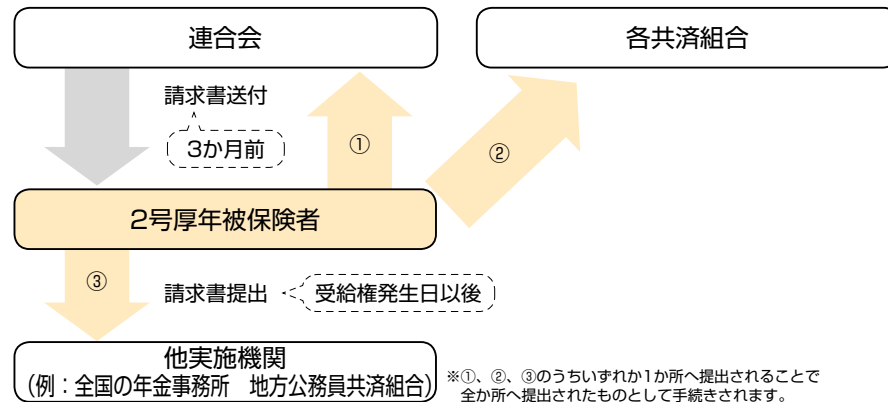 連合会
各共済組合
請求書送付
3か月前
①
②
2号厚年被保険者
③
請求書提出
受給権発生日以後
他実施機関
(例：全国の年金事務所　地方公務員共済組合)
※①、②、③のうちいずれか1か所へ提出されることで
全か所へ提出されたものとして手続きされます。